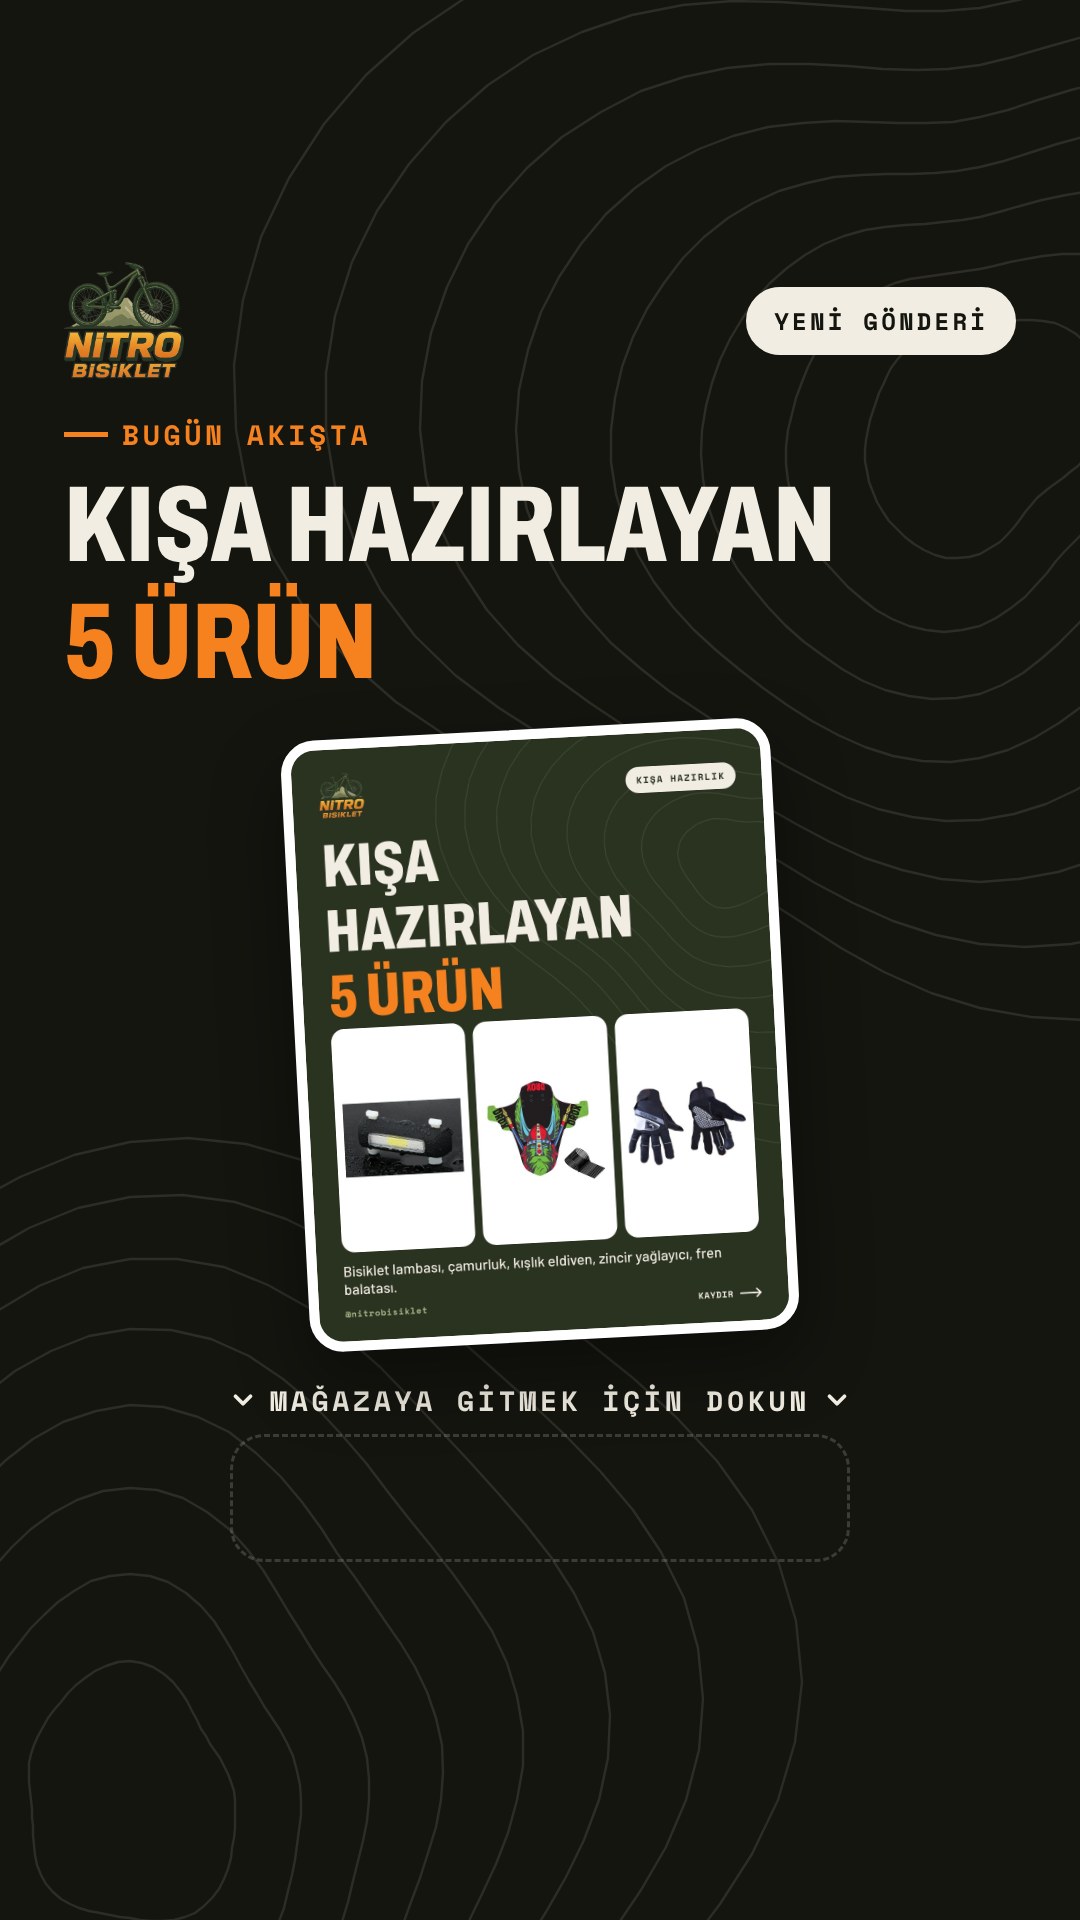 NiTRO
BiSiKLET
YENİ GÖNDERİ
BUGÜN AKIŞTA
KIŞA HAZIRLAYAN
5 ÜRÜN
NiTRO
BiSiKLET
KIŞA HAZIRLIK
KIŞA
HAZIRLAYAN
5 ÜRÜN
Bisiklet lambası, çamurluk, kışlık eldiven, zincir yağlayıcı, fren
balatası.
@nitrobisiklet
KAYDIR
MAĞAZAYA GİTMEK İÇİN DOKUN